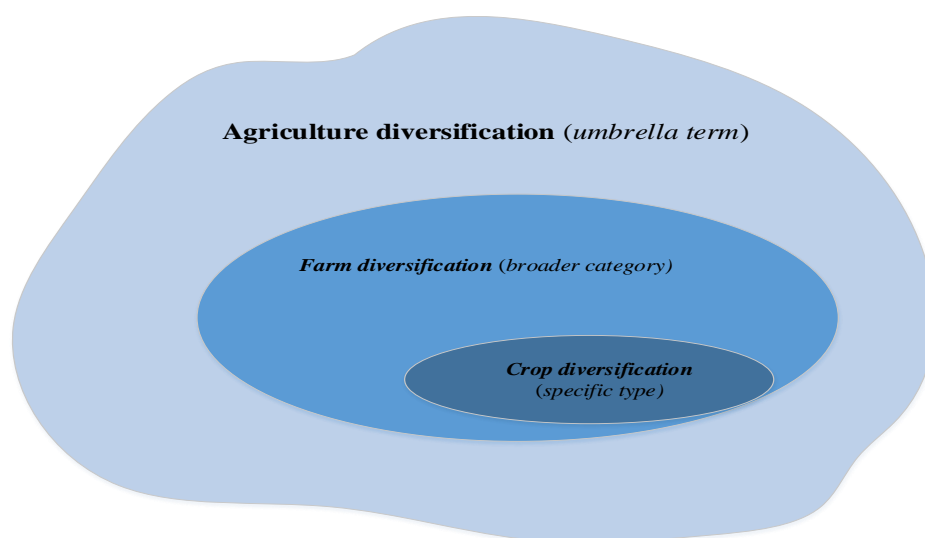 Agriculture diversification (umbrella term)
Farm diversification (broader category)
Crop diversification
(specific type)